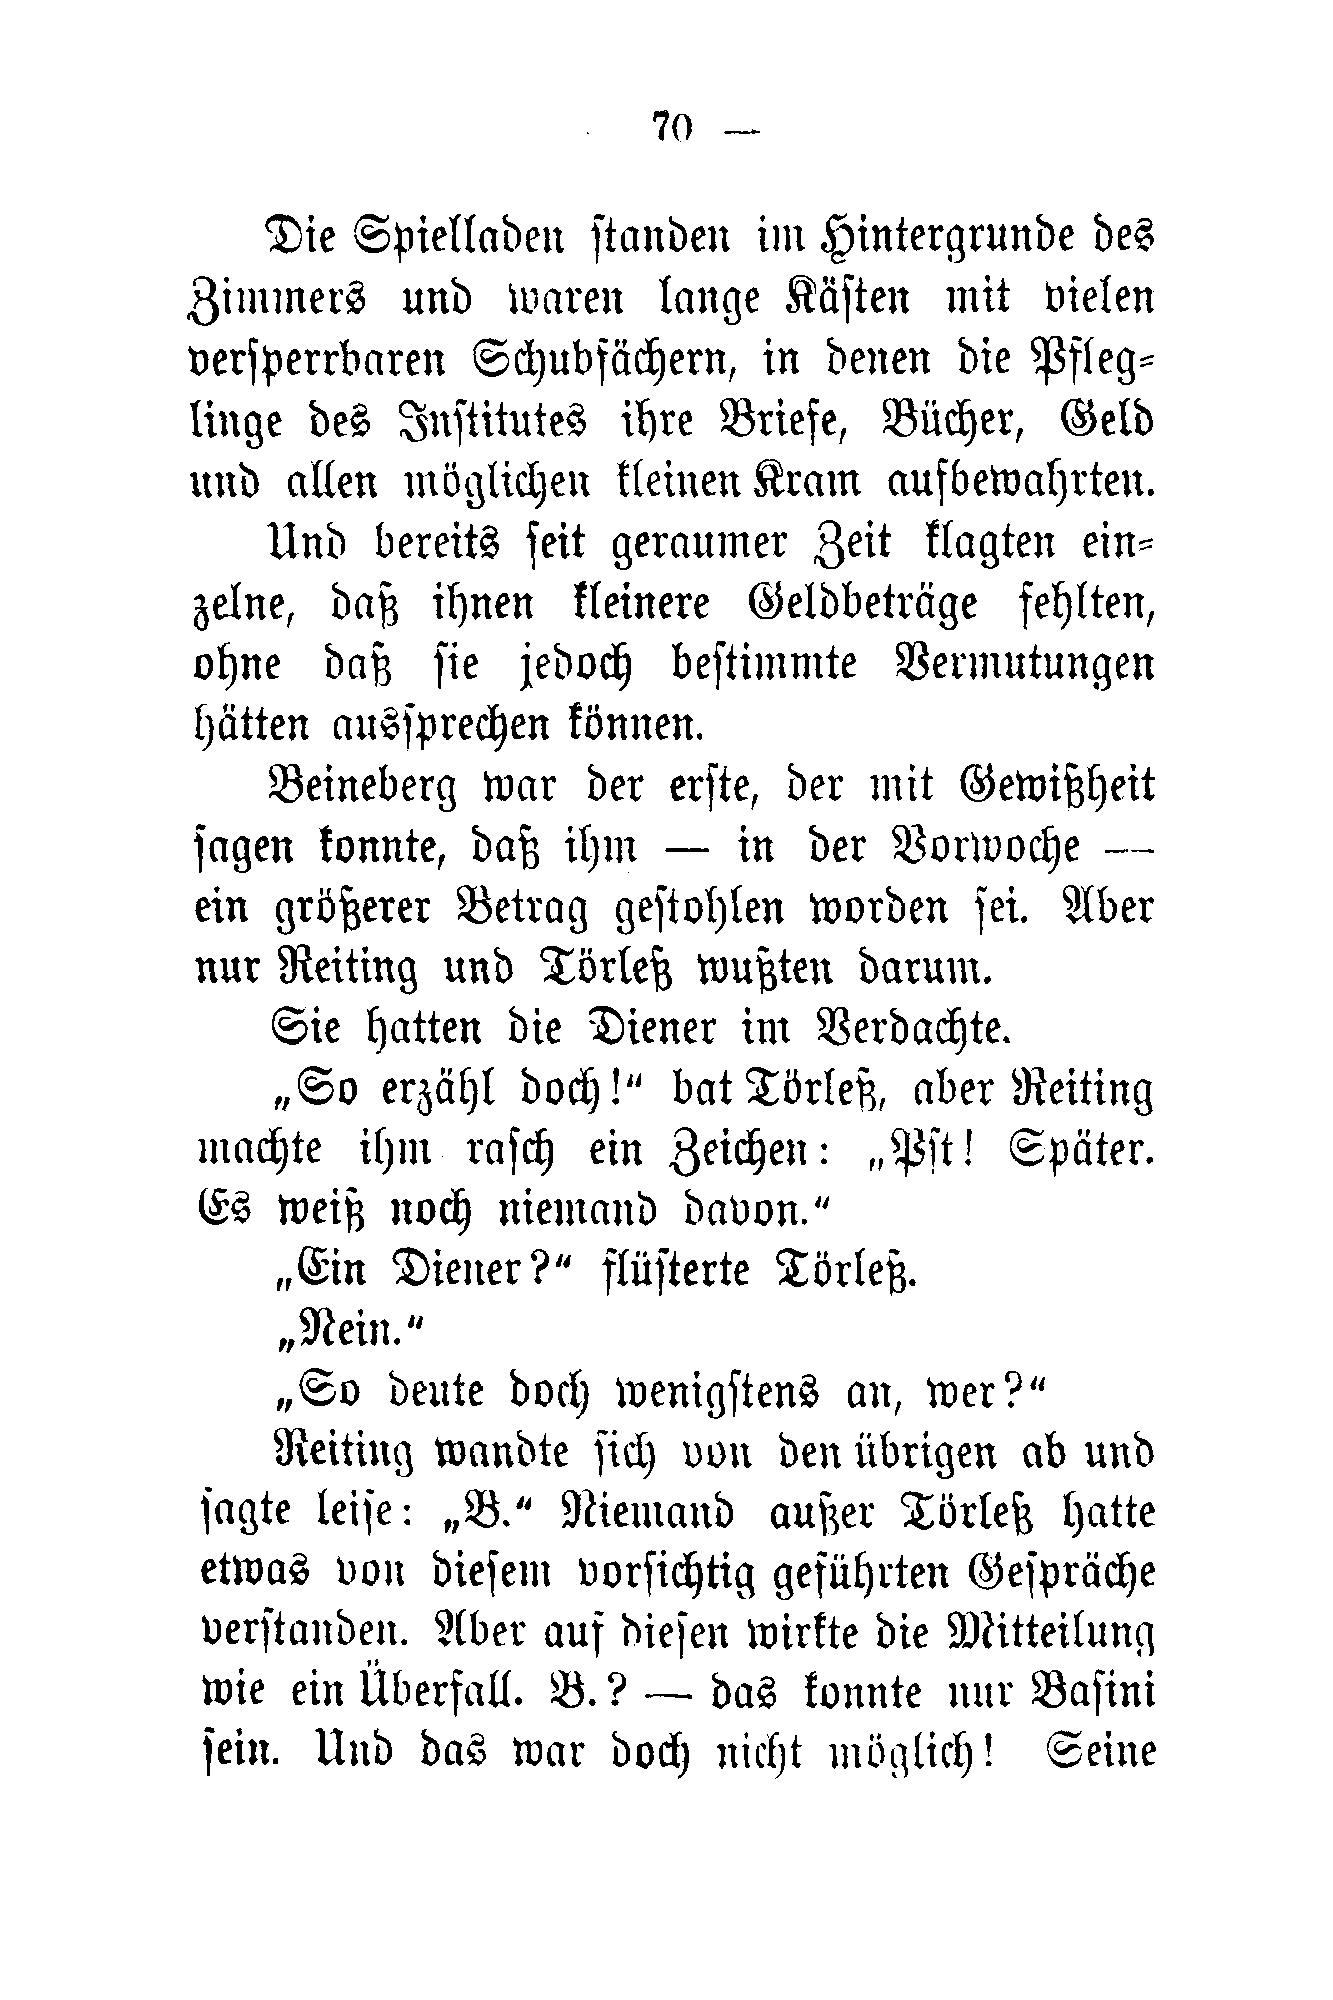 70 —
Die Spielladen ſtanden im Hintergrunde des
Zimmers und waren lange Käſten mit vielen
verſperrbaren Schubfächern, in denen die Pfleg-
linge des Inſtitutes ihre Briefe, Bücher, Geld
und allen möglichen kleinen Kram aufbewahrten.
Und bereits ſeit geraumer Zeit klagten ein-
zelne, daß ihnen kleinere Geldbeträge fehlten,
ohne daß ſie jedoch beſtimmte Vermutungen
hätten ausſprechen können.
Beineberg war der erſte, der mit Gewißheit
ſagen konnte, daß ihm — in der Vorwoche —
ein größerer Betrag geſtohlen worden ſei. Aber
nur Reiting und Törleß wußten darum.
Sie hatten die Diener im Verdachte.
„So erzähl doch!“ bat Törleß, aber Reiting
machte ihm raſch ein Zeichen: „Pſt! Später.
Es weiß noch niemand davon.“
„Ein Diener?“ flüſterte Törleß.
„Nein.“
„So deute doch wenigſtens an, wer?“
Reiting wandte ſich von den übrigen ab und
ſagte leiſe: „B.“ Niemand außer Törleß hatte
etwas von dieſem vorſichtig geführten Geſpräche
verſtanden. Aber auf dieſen wirkte die Mitteilung
wie ein Überfall. B.? — das konnte nur Baſini
ſein. Und das war doch nicht möglich! Seine